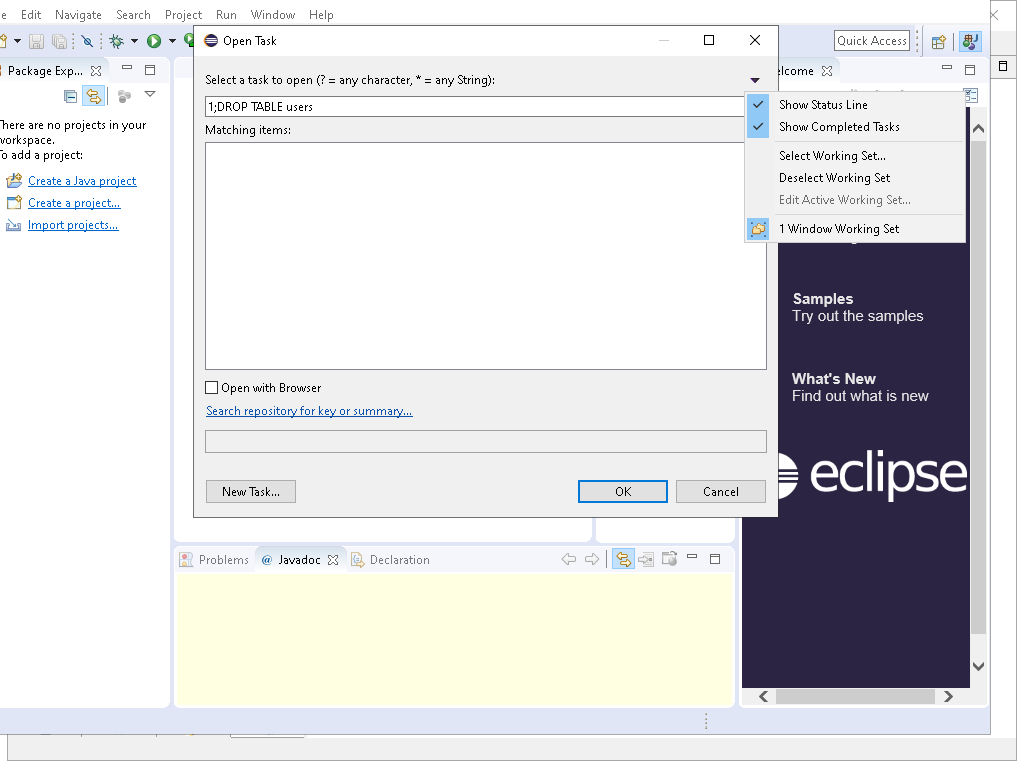 e Edit Navigate Search Project Run Window Help
Quick Access
Package Exp...
There are no projects in your
workspace.
To add a project:
Create a Java project
Create a project...
Import projects...
Open Task
Select a task to open (? = any character, * = any String):
1;DROP TABLE users
Matching items:
Open with Browser
Search repository for key or summary...
New Task...
OK
Cancel
elcome
Show Status Line
Show Completed Tasks
Select Working Set...
Deselect Working Set
Edit Active Working Set...
1 Window Working Set
Samples
Try out the samples
What's New
Find out what is new
eclipse
Problems
@ Javadoc
Declaration